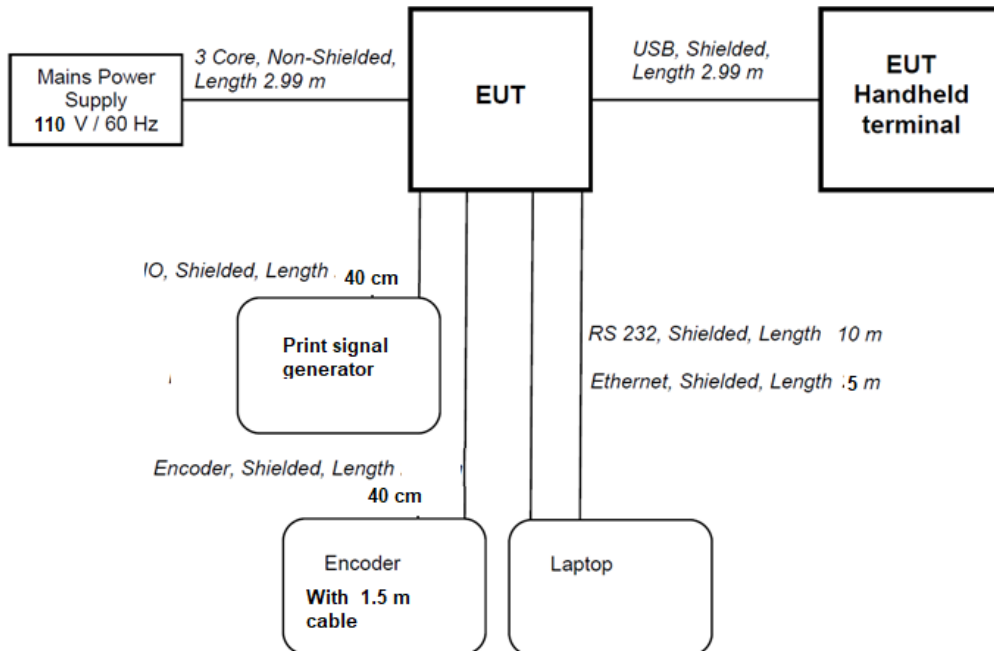 Mains Power
Supply
110 V / 60 Hz
3 Core, Non-Shielded,
Length 2.99 m
EUT
USB, Shielded,
Length 2.99 m
EUT
Handheld
terminal
IO, Shielded, Length 40 cm
Print signal
generator
RS 232, Shielded, Length 10 m
Ethernet, Shielded, Length 5 m
Encoder, Shielded, Length
40 cm
Encoder
With 1.5 m
cable
Laptop